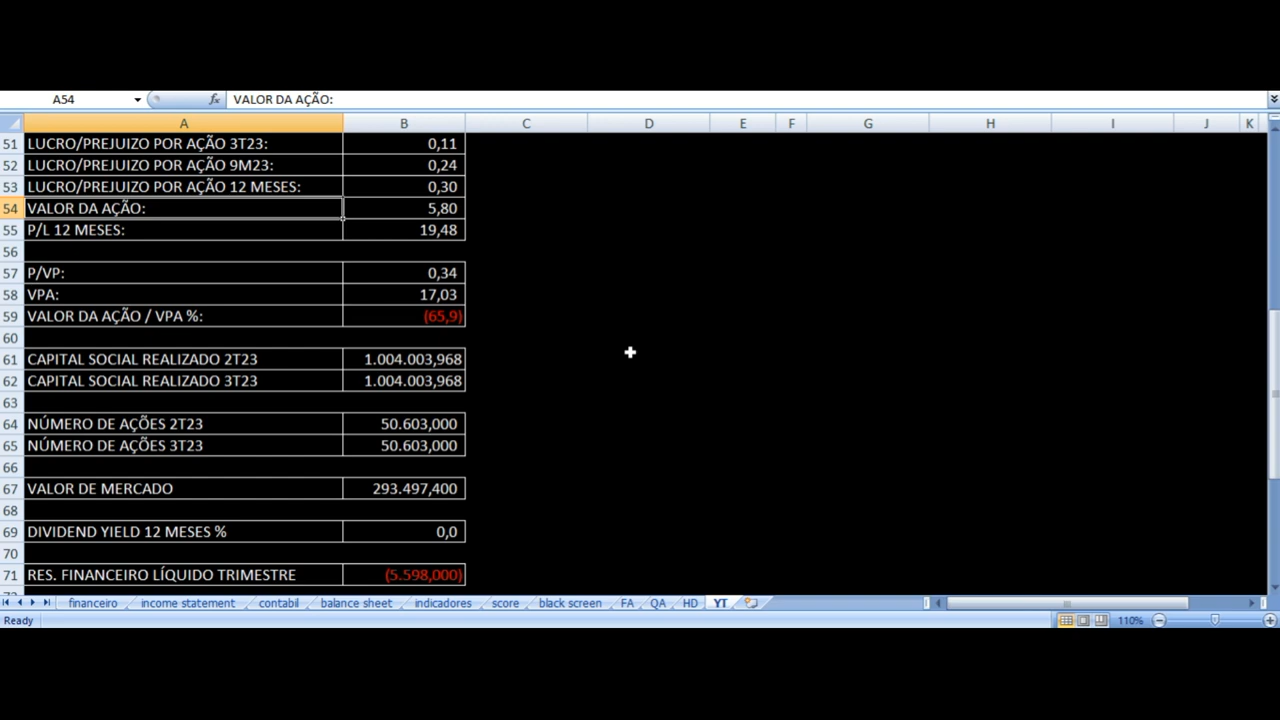 A54 fx VALOR DA AÇÃO:
A B C D E F G H I J K
51 LUCRO/PREJUIZO POR AÇÃO 3T23: 0,11
52 LUCRO/PREJUIZO POR AÇÃO 9M23: 0,24
53 LUCRO/PREJUIZO POR AÇÃO 12 MESES: 0,30
54 VALOR DA AÇÃO: 5,80
55 P/L 12 MESES: 19,48
56
57 P/VP: 0,34
58 VPA: 17,03
59 VALOR DA AÇÃO / VPA %: (65,9)
60
61 CAPITAL SOCIAL REALIZADO 2T23 1.004.003,968
62 CAPITAL SOCIAL REALIZADO 3T23 1.004.003,968
63
64 NÚMERO DE AÇÕES 2T23 50.603,000
65 NÚMERO DE AÇÕES 3T23 50.603,000
66
67 VALOR DE MERCADO 293.497,400
68
69 DIVIDEND YIELD 12 MESES % 0,0
70
71 RES. FINANCEIRO LÍQUIDO TRIMESTRE (5.598,000)
financeiro income statement contabil balance sheet indicadores score black screen FA QA HD YT
Ready 110%